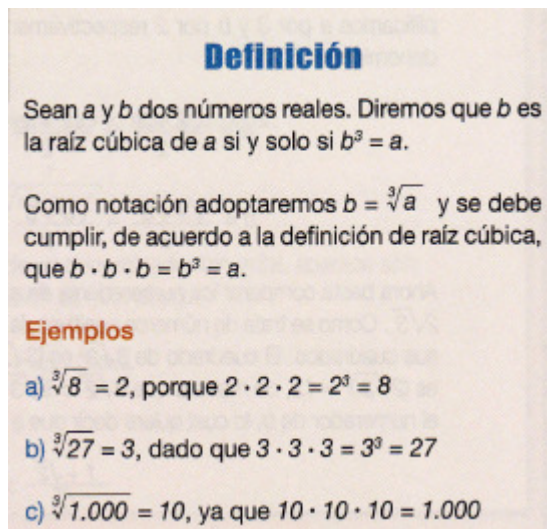 Definición
Sean a y b dos números reales. Diremos que b es
la raíz cúbica de a si y solo si b³ = a.
Como notación adoptaremos b = ∛a y se debe
cumplir, de acuerdo a la definición de raíz cúbica,
que b · b · b = b³ = a.
Ejemplos
a) ∛8 = 2, porque 2 · 2 · 2 = 2³ = 8
b) ∛27 = 3, dado que 3 · 3 · 3 = 3³ = 27
c) ∛1.000 = 10, ya que 10 · 10 · 10 = 1.000